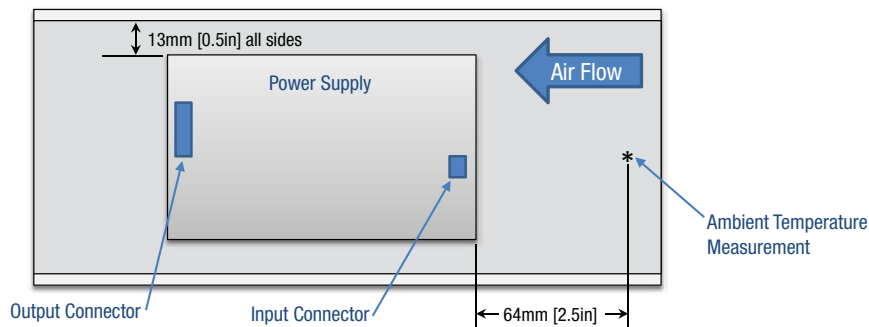 13mm [0.5in] all sides
Power Supply
Air Flow
*
Ambient Temperature
Measurement
Output Connector
Input Connector
64mm [2.5in]